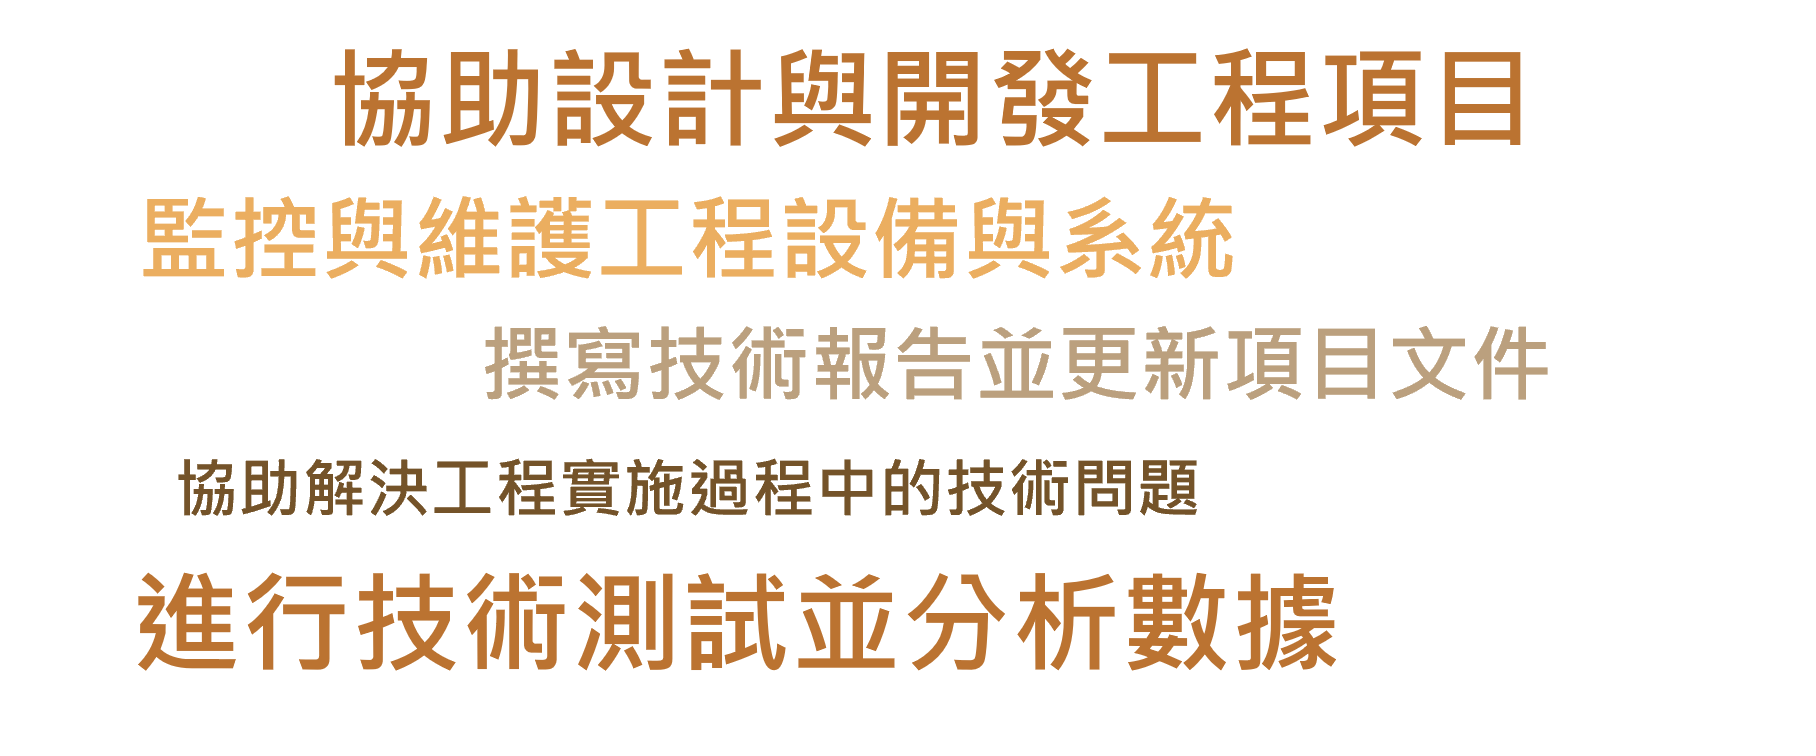 協助設計與開發工程項目
監控與維護工程設備與系統
撰寫技術報告並更新項目文件
協助解決工程實施過程中的技術問題
進行技術測試並分析數據